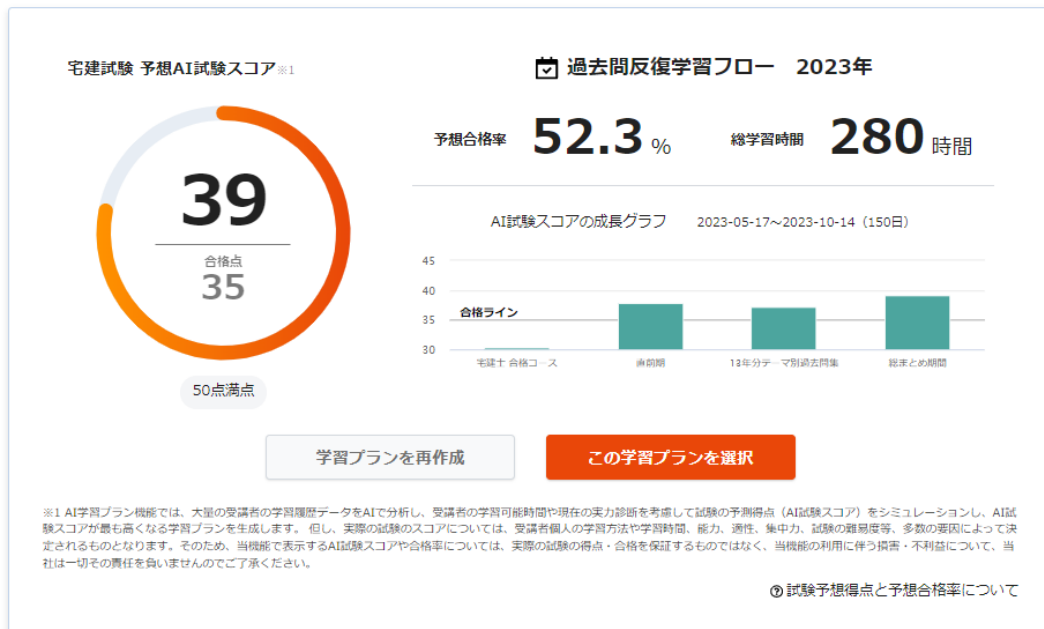 宅建試験 予想AI試験スコア※1
39
合格点
35
50点満点
過去問反復学習フロー 2023年
予想合格率 52.3 % 総学習時間 280 時間
AI試験スコアの成長グラフ 2023-05-17～2023-10-14（150日）
45
40
合格ライン
35
30
宅建士 合格コース 直前期 13年分テーマ別過去問集 総まとめ期間
学習プランを再作成 この学習プランを選択
※1 AI学習プラン機能では、大量の受講者の学習履歴データをAIで分析し、受講者の学習可能時間や現在の実力診断を考慮して試験の予測得点（AI試験スコア）をシミュレーションし、AI試
験スコアが最も高くなる学習プランを生成します。 但し、実際の試験のスコアについては、受講者個人の学習方法や学習時間、能力、適性、集中力、試験の難易度等、多数の要因によって決
定されるものとなります。そのため、当機能で表示するAI試験スコアや合格率については、実際の試験の得点・合格を保証するものではなく、当機能の利用に伴う損害・不利益について、当
社は一切その責任を負いませんのでご了承ください。
試験予想得点と予想合格率について